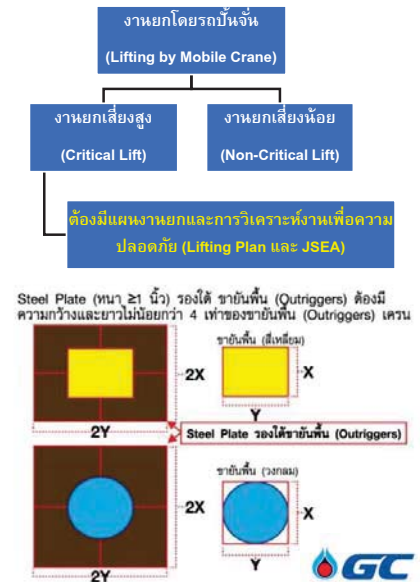 งานยกโดยรถปั้นจั่น
(Lifting by Mobile Crane)
งานยกเสี่ยงสูง
(Critical Lift)
งานยกเสี่ยงน้อย
(Non-Critical Lift)
ต้องมีแผนงานยกและการวิเคราะห์งานเพื่อความ
ปลอดภัย (Lifting Plan และ JSEA)
Steel Plate (หนา ≥1 นิ้ว) รองใต้ ขายันพื้น (Outriggers) ต้องมี
ความกว้างและยาวไม่น้อยกว่า 4 เท่าของขายันพื้น (Outriggers) เครน
ขายันพื้น (สี่เหลี่ยม)
2X
X
Y
2Y
Steel Plate รองใต้ขายันพื้น (Outriggers)
ขายันพื้น (วงกลม)
2X
X
Y
2Y
GC